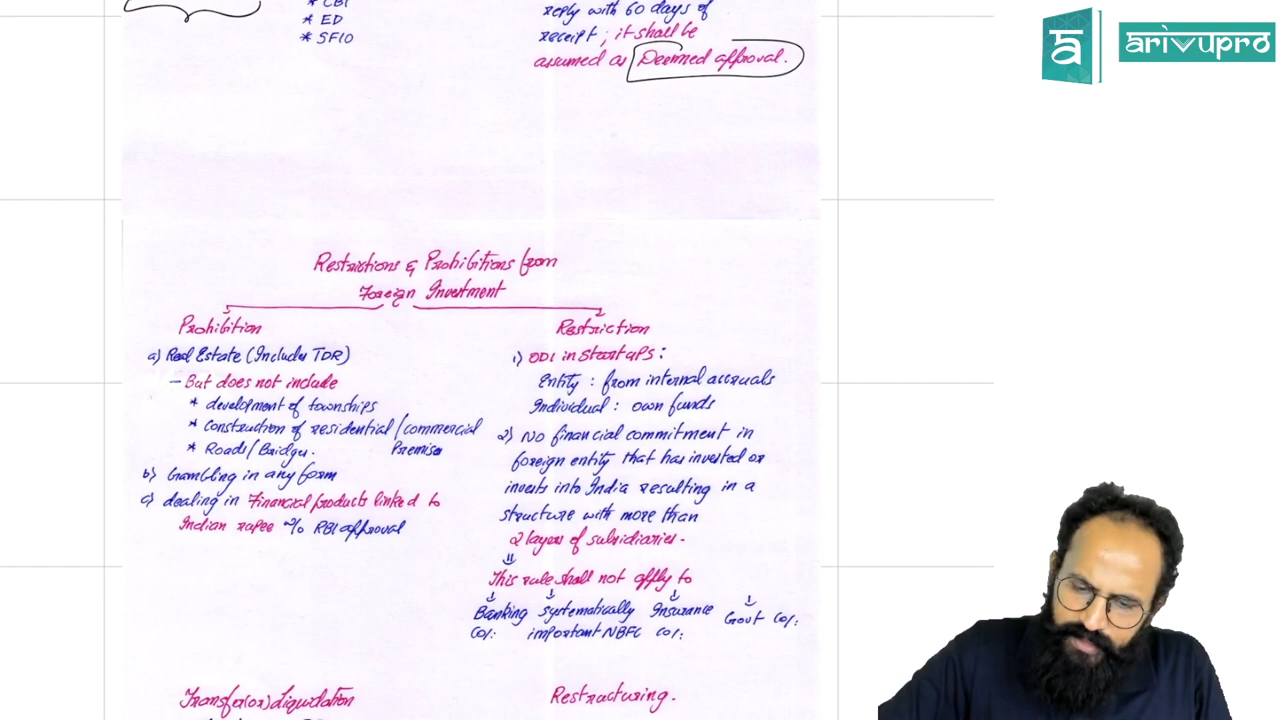 * CBI
* ED
* SFIO
reply with 60 days of
receipt ; it shall be
assumed as Deemed approval.
arivupro
Restrictions & Prohibitions from
Foreign Investment
Prohibition
a) Real Estate (Includes TDR)
- But does not include
* development of townships
* Construction of residential / commercial
Premises
* Roads / Bridges.
b) Gambling in any form
c) dealing in Financial products linked to
Indian rupee w/o RBI approval
Restriction
1) ODI in Startups :
Entity : from internal accruals
Individual : own funds
2) No financial commitment in
foreign entity that has invested or
invests into India resulting in a
structure with more than
2 layers of subsidiaries.
This rule shall not apply to
Banking systematically Insurance Govt Co/:
Co/: important NBFC Co/:
Transfer (or) Liquidation
Restructuring.